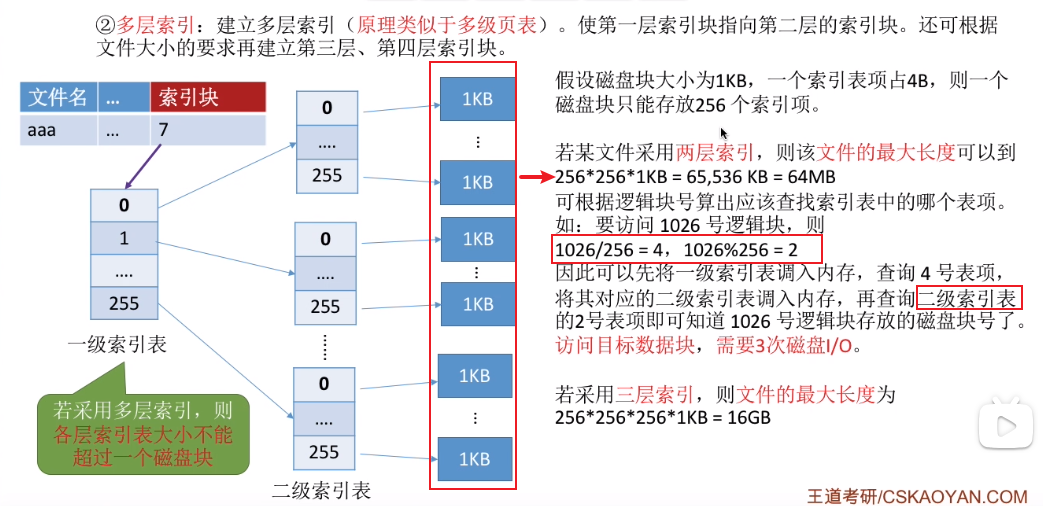 ②多层索引：建立多层索引（原理类似于多级页表）。使第一层索引块指向第二层的索引块。还可根据
文件大小的要求再建立第三层、第四层索引块。
文件名 ... 索引块
aaa ... 7
0
1
....
255
一级索引表
若采用多层索引，则
各层索引表大小不能
超过一个磁盘块
0
....
255
0
....
255
0
....
255
二级索引表
1KB
1KB
1KB
1KB
1KB
1KB
假设磁盘块大小为1KB，一个索引表项占4B，则一个
磁盘块只能存放256 个索引项。
若某文件采用两层索引，则该文件的最大长度可以到
256*256*1KB = 65,536 KB = 64MB
可根据逻辑块号算出应该查找索引表中的哪个表项。
如：要访问 1026 号逻辑块，则
1026/256 = 4，1026%256 = 2
因此可以先将一级索引表调入内存，查询 4 号表项，
将其对应的二级索引表调入内存，再查询二级索引表
的2号表项即可知道 1026 号逻辑块存放的磁盘块号了。
访问目标数据块，需要3次磁盘I/O。
若采用三层索引，则文件的最大长度为
256*256*256*1KB = 16GB
王道考研/CSKAOYAN.COM